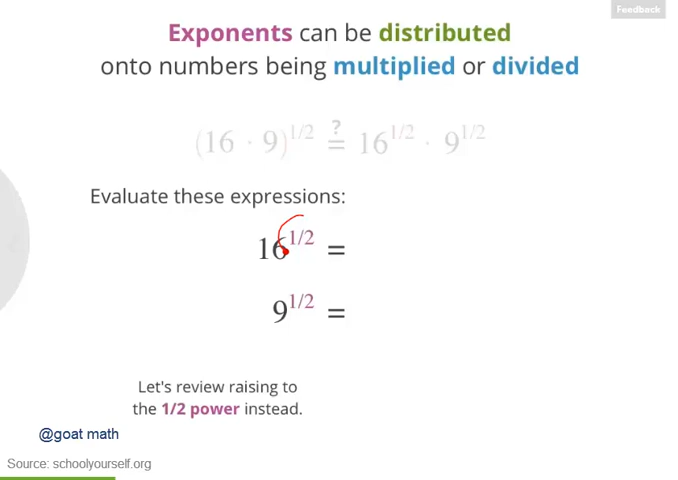 Feedback
Exponents can be distributed
onto numbers being multiplied or divided
(16 · 9)^1/2 =? 16^1/2 · 9^1/2
Evaluate these expressions:
16^1/2 =
9^1/2 =
Let's review raising to
the 1/2 power instead.
@goat math
Source: schoolyourself.org